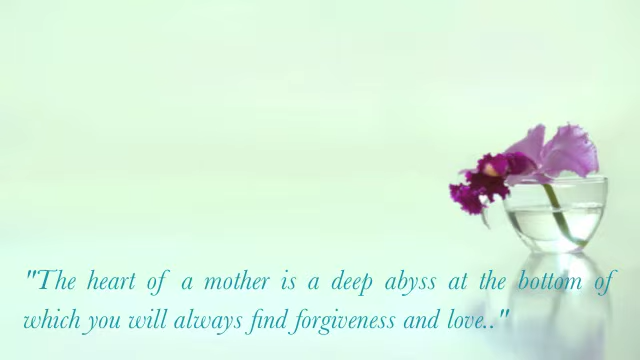 "The heart of a mother is a deep abyss at the bottom of
which you will always find forgiveness and love.."